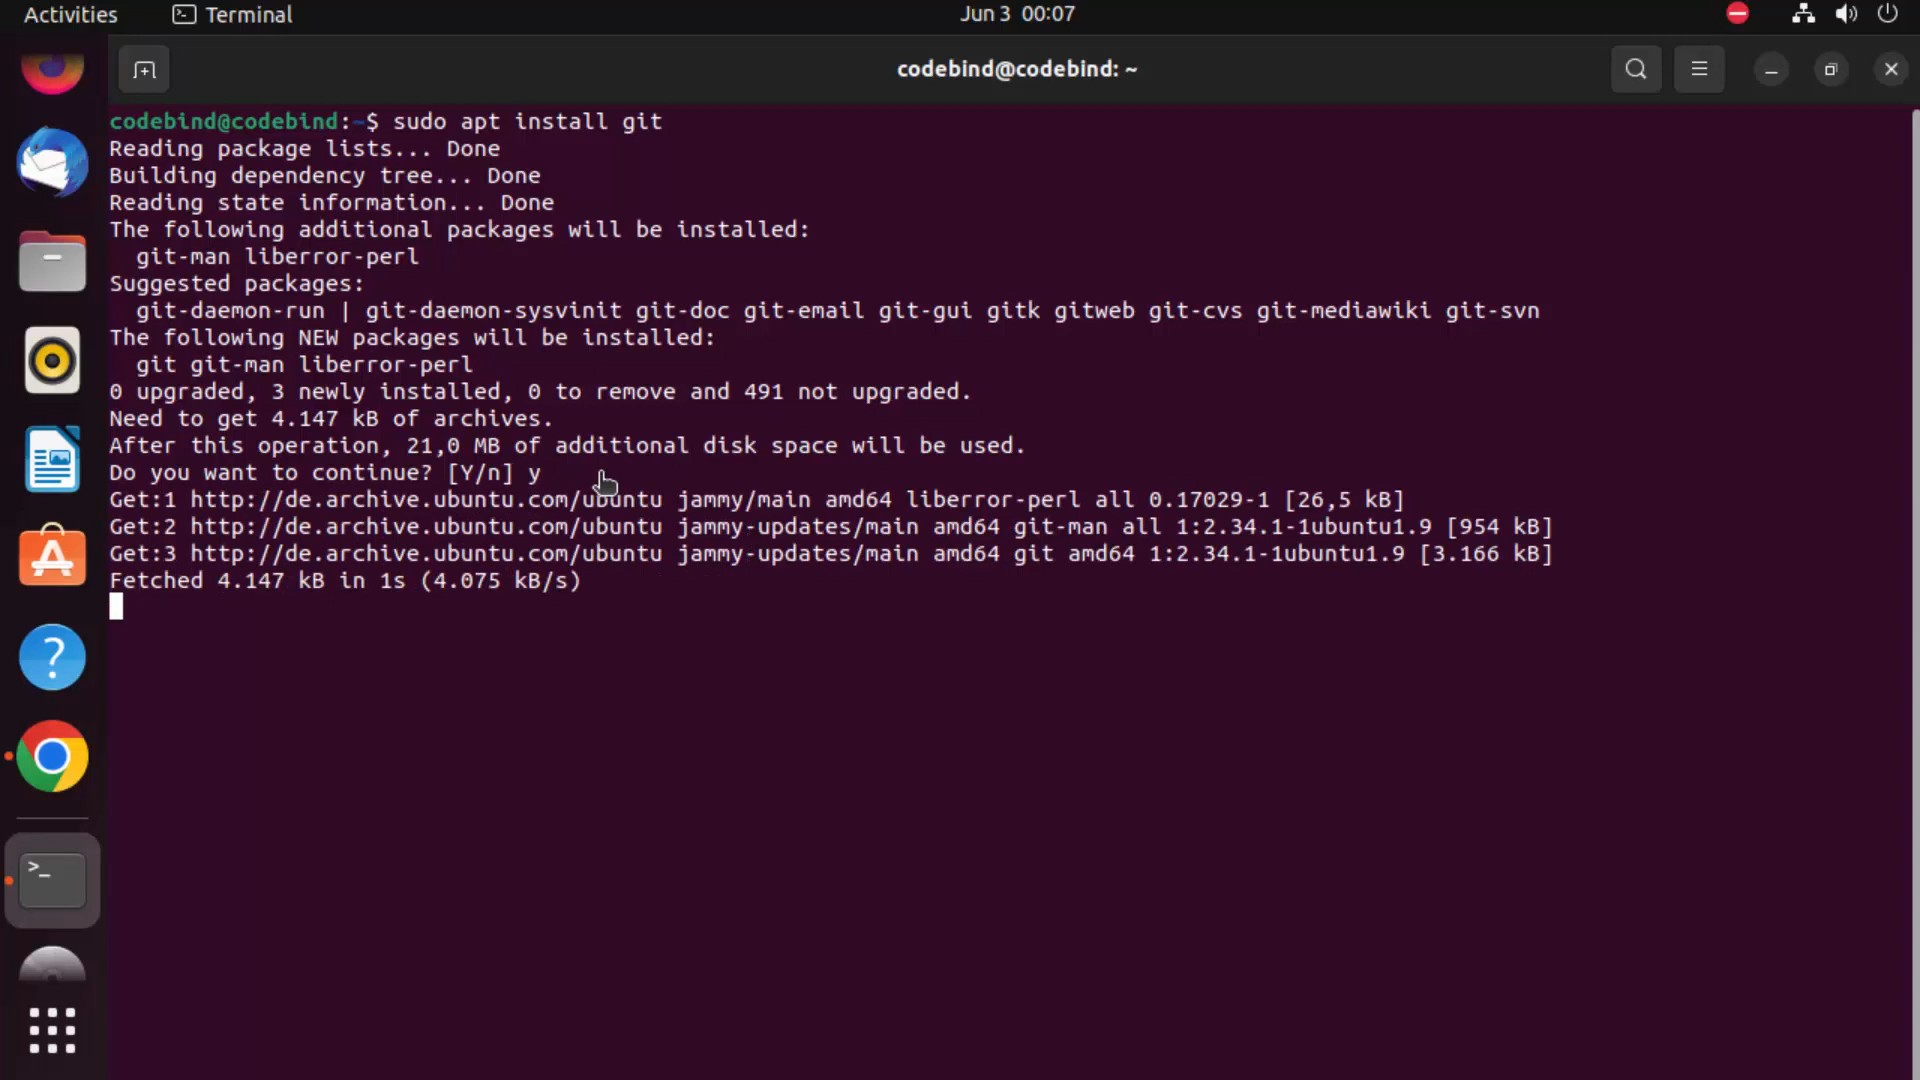 Activities Terminal Jun 3 00:07
codebind@codebind: ~
codebind@codebind:~$ sudo apt install git
Reading package lists... Done
Building dependency tree... Done
Reading state information... Done
The following additional packages will be installed:
  git-man liberror-perl
Suggested packages:
  git-daemon-run | git-daemon-sysvinit git-doc git-email git-gui gitk gitweb git-cvs git-mediawiki git-svn
The following NEW packages will be installed:
  git git-man liberror-perl
0 upgraded, 3 newly installed, 0 to remove and 491 not upgraded.
Need to get 4.147 kB of archives.
After this operation, 21,0 MB of additional disk space will be used.
Do you want to continue? [Y/n] y
Get:1 http://de.archive.ubuntu.com/ubuntu jammy/main amd64 liberror-perl all 0.17029-1 [26,5 kB]
Get:2 http://de.archive.ubuntu.com/ubuntu jammy-updates/main amd64 git-man all 1:2.34.1-1ubuntu1.9 [954 kB]
Get:3 http://de.archive.ubuntu.com/ubuntu jammy-updates/main amd64 git amd64 1:2.34.1-1ubuntu1.9 [3.166 kB]
Fetched 4.147 kB in 1s (4.075 kB/s)